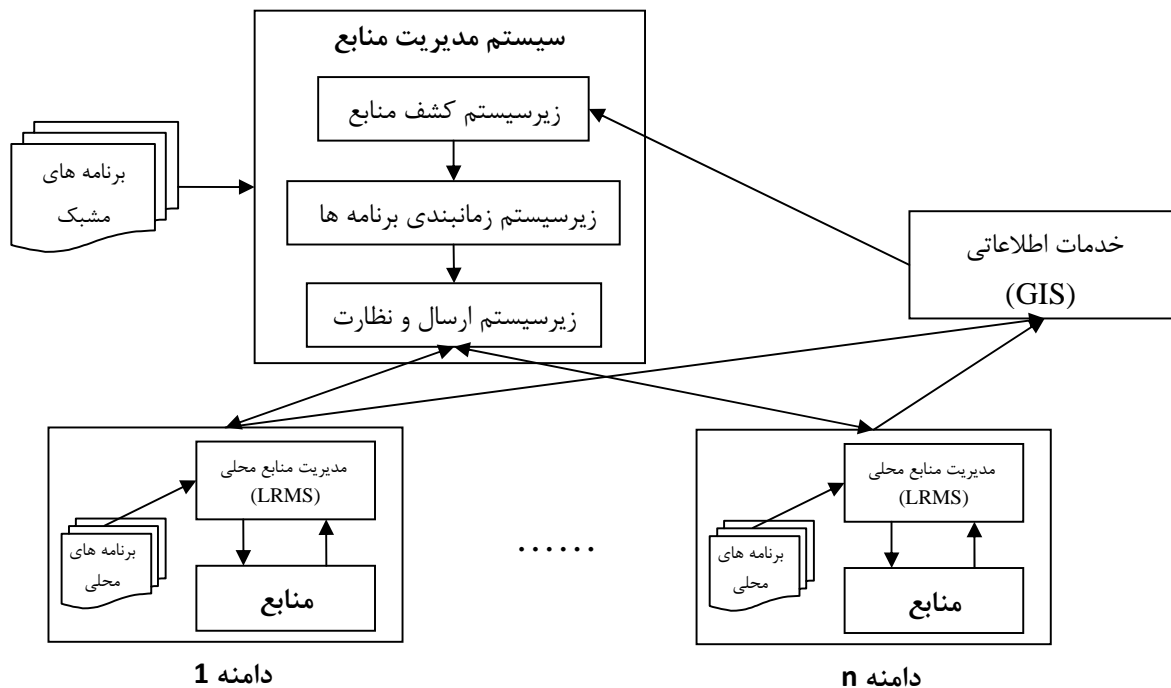 سیستم مدیریت منابع
زیرسیستم کشف منابع
برنامه های
مشبک
زیرسیستم زمانبندی برنامه ها
خدمات اطلاعاتی
(GIS)
زیرسیستم ارسال و نظارت
مدیریت منابع محلی
(LRMS)
برنامه های
محلی
منابع
......
مدیریت منابع محلی
(LRMS)
برنامه های
محلی
منابع
دامنه 1
دامنه n